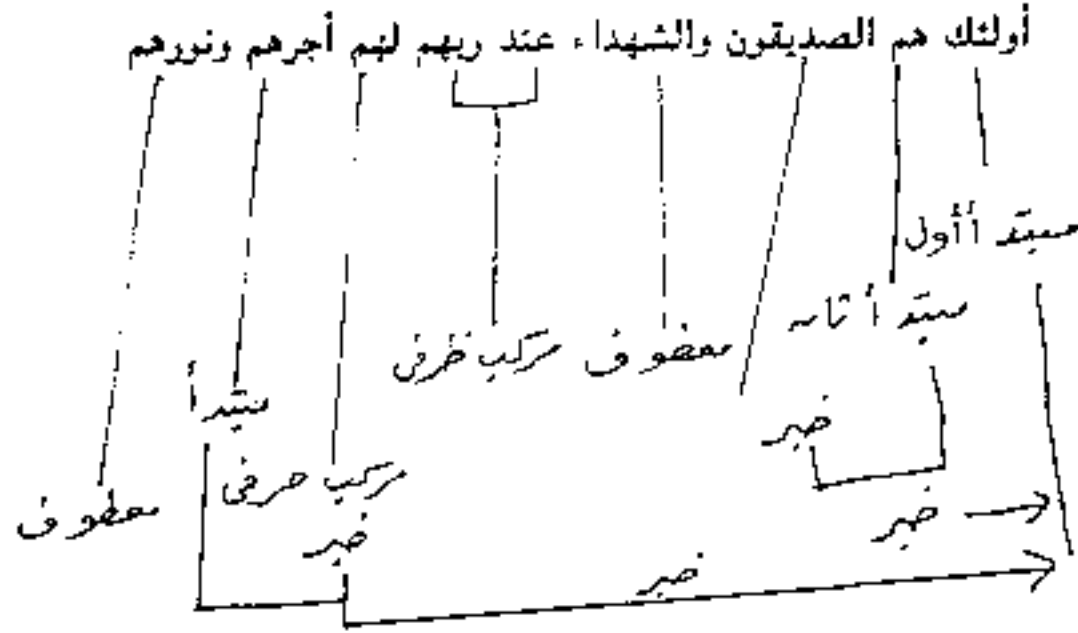 أولئك هم الصديقون والشهداء عند ربهم لهم أجرهم ونورهم
مبتدأ أول
مبتدأ ثان
معطوف
مركب ظرفي
خبر
مبتدأ
مركب حرفي
معطوف
خبر
خبر
خبر